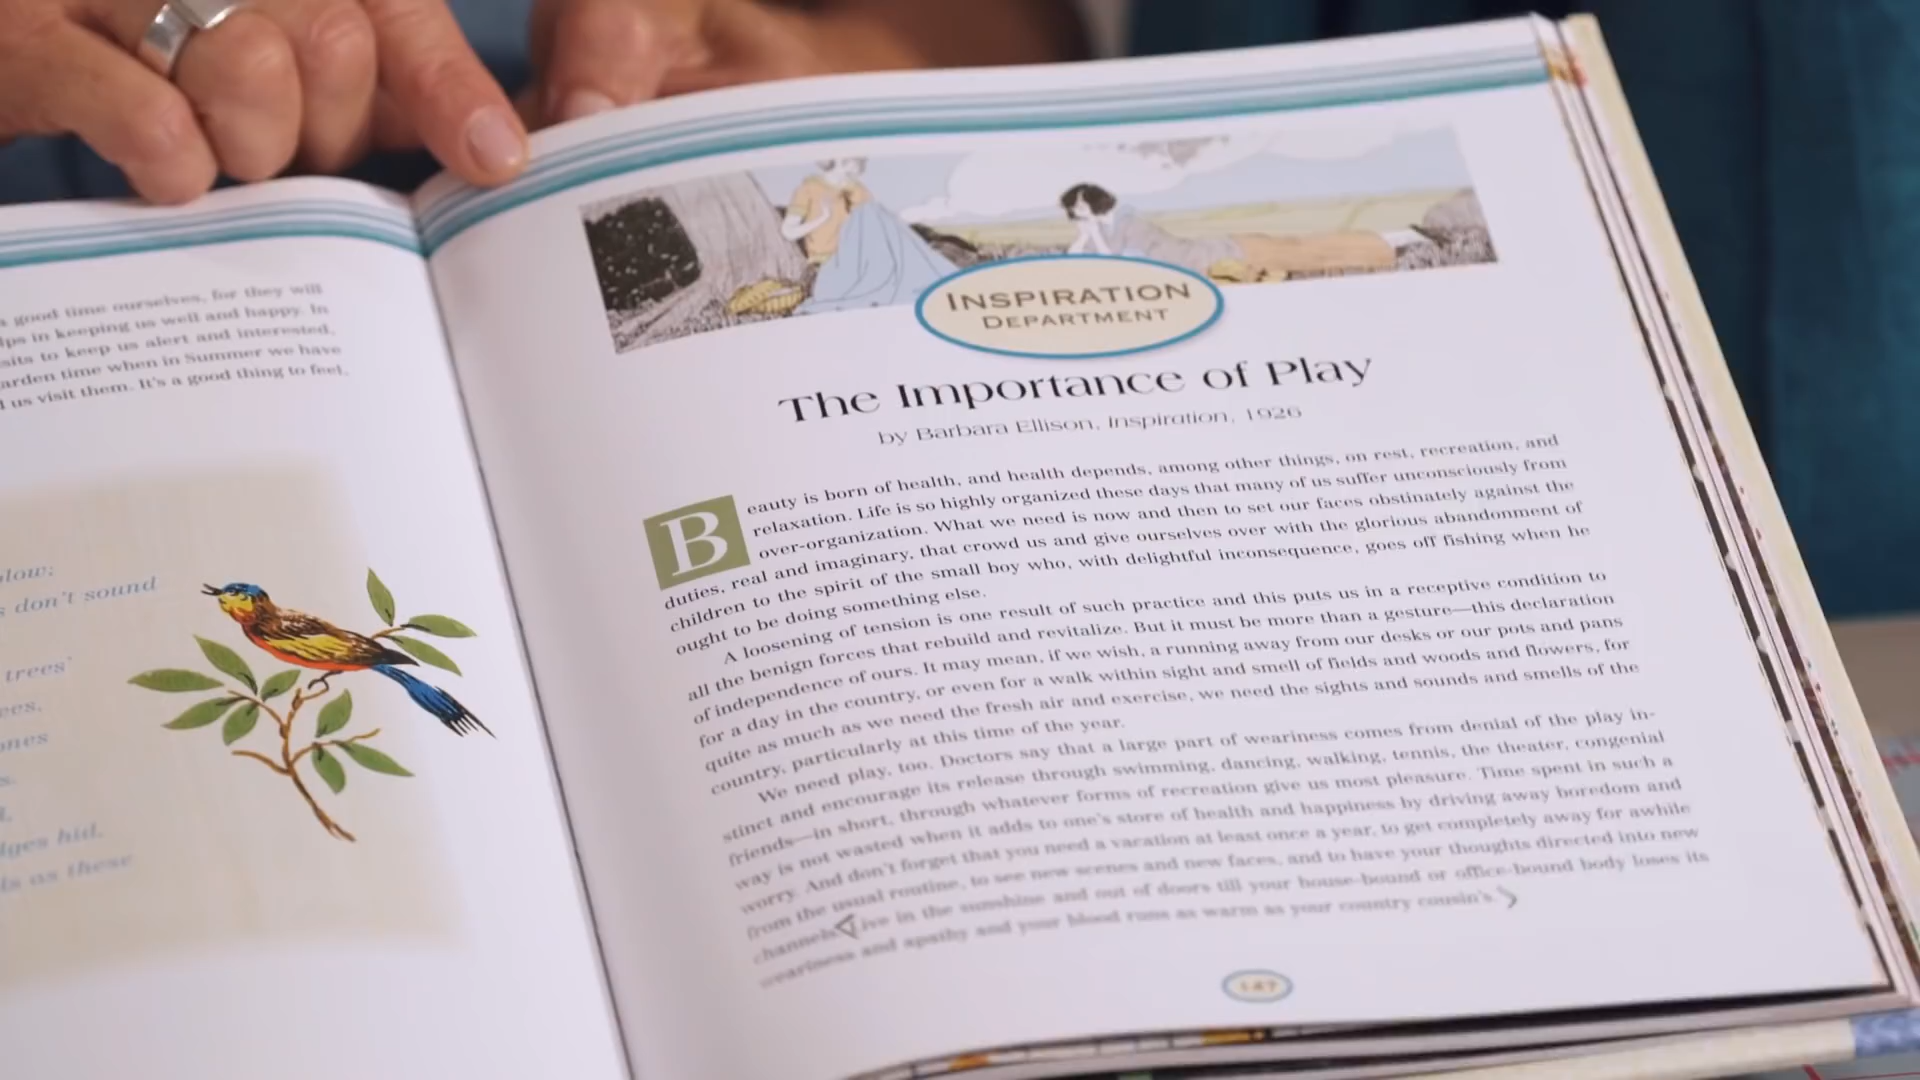 a good time ourselves, for they will
in keeping us well and happy. In
to keep us alert and interested,
time when in Summer we have
us visit them. It's a good thing to feel,
don't sound
trees'
hid,
as these
INSPIRATION
DEPARTMENT
The Importance of Play
by Barbara Ellison, Inspiration, 1926
Beauty is born of health, and health depends, among other things, on rest, recreation, and
relaxation. Life is so highly organized these days that many of us suffer unconsciously from
over-organization. What we need is now and then to set our faces obstinately against the
duties, real and imaginary, that crowd us and give ourselves over with the glorious abandonment of
children to the spirit of the small boy who, with delightful inconsequence, goes off fishing when he
ought to be doing something else.
A loosening of tension is one result of such practice and this puts us in a receptive condition to
all the benign forces that rebuild and revitalize. But it must be more than a gesture—this declaration
of independence of ours. It may mean, if we wish, a running away from our desks or our pots and pans
for a day in the country, or even for a walk within sight and smell of fields and woods and flowers, for
quite as much as we need the fresh air and exercise, we need the sights and sounds and smells of the
country, particularly at this time of the year.
We need play, too. Doctors say that a large part of weariness comes from denial of the play in-
stinct and encourage its release through swimming, dancing, walking, tennis, the theater, congenial
friends—in short, through whatever forms of recreation give us most pleasure. Time spent in such a
way is not wasted when it adds to one's store of health and happiness by driving away boredom and
worry. And don't forget that you need a vacation at least once a year, to get completely away for awhile
from the usual routine, to see new scenes and new faces, and to have your thoughts directed into new
channels. Live in the sunshine and out of doors till your house-bound or office-bound body loses its
weariness and apathy and your blood runs as warm as your country cousin's.
147